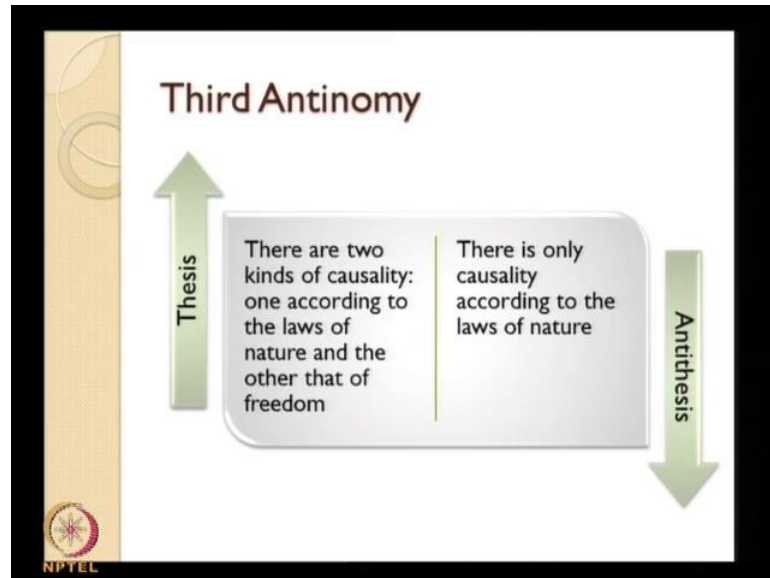 Third Antinomy
Thesis
There are two
kinds of causality:
one according to
the laws of
nature and the
other that of
freedom
There is only
causality
according to the
laws of nature
Antithesis
NPTEL